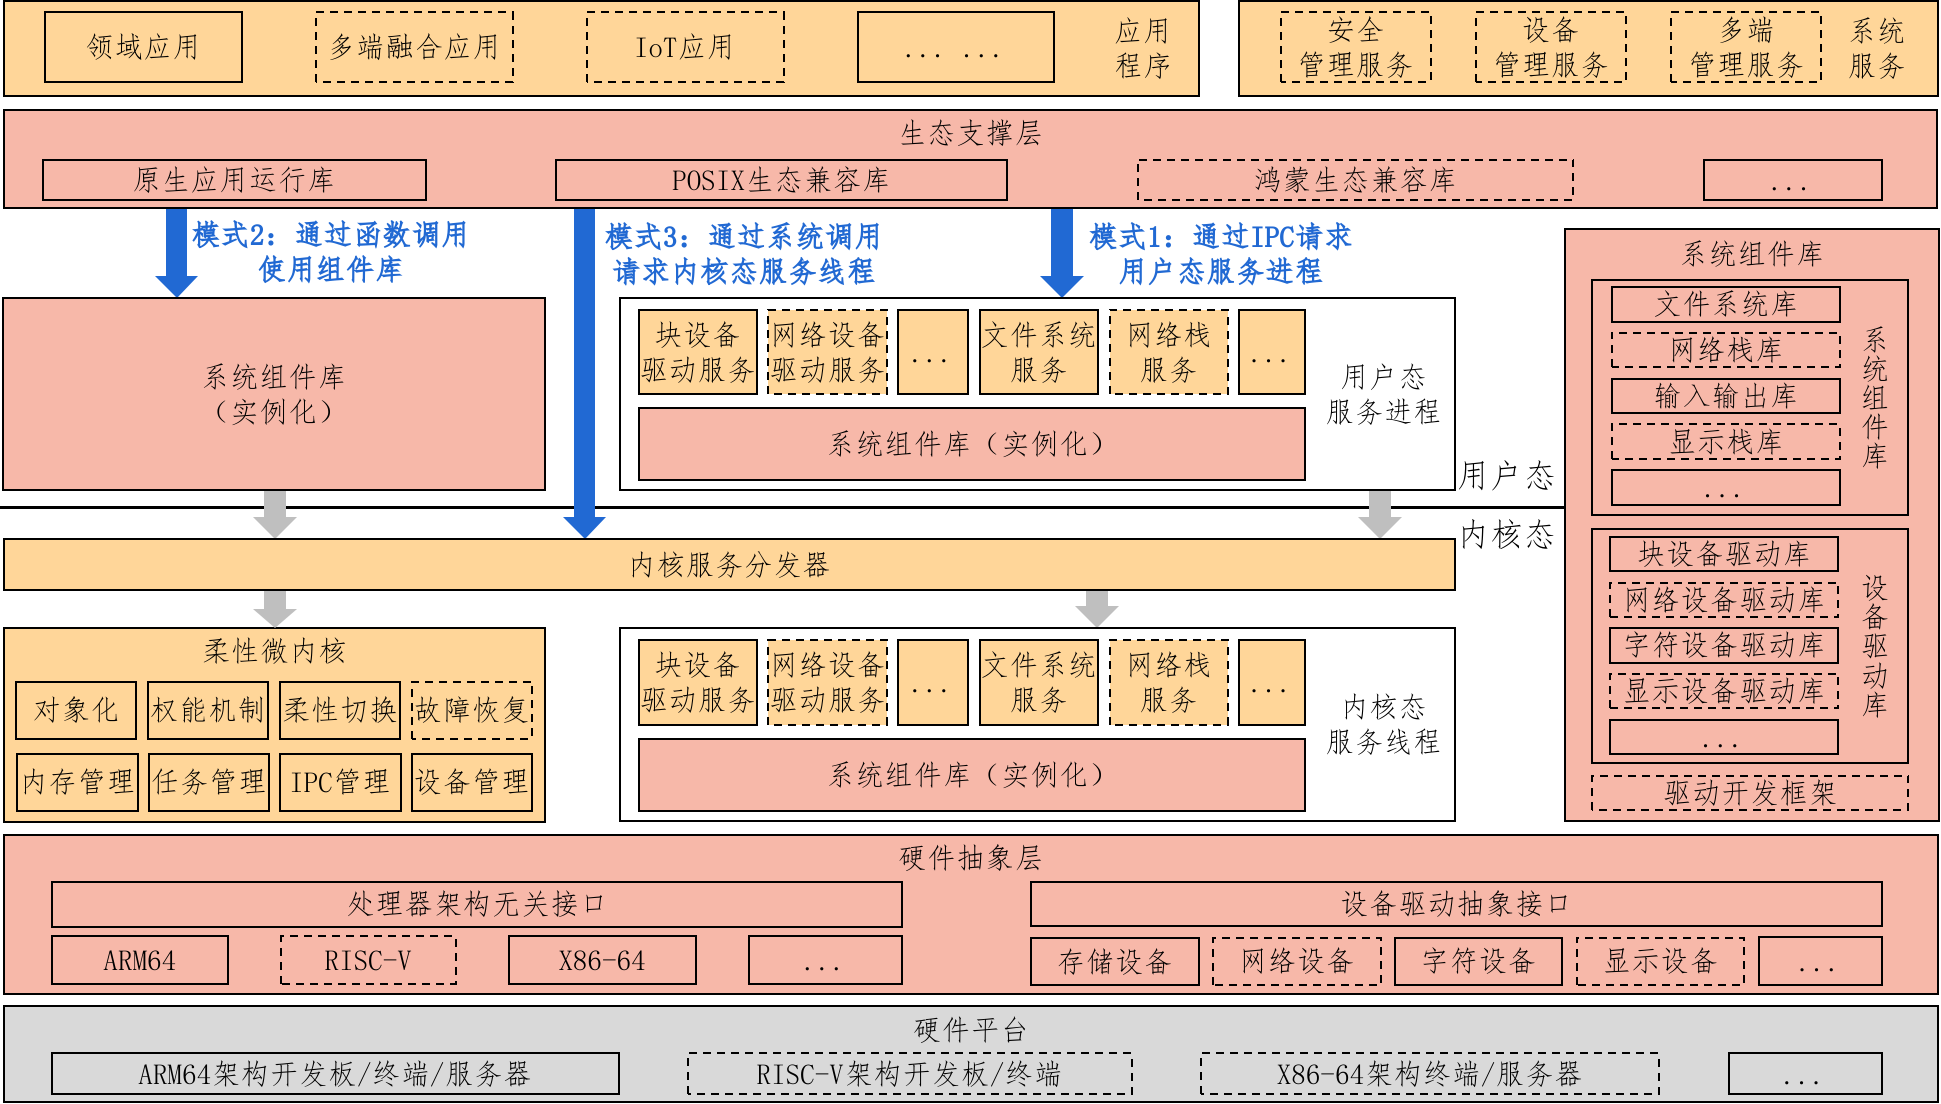 领域应用
多端融合应用
IoT应用
... ...
应用
程序
安全
管理服务
设备
管理服务
多端
管理服务
系统
服务
生态支撑层
原生应用运行库
POSIX生态兼容库
鸿蒙生态兼容库
...
模式2：通过函数调用
使用组件库
模式3：通过系统调用
请求内核态服务线程
模式1：通过IPC请求
用户态服务进程
系统组件库
（实例化）
块设备
驱动服务
网络设备
驱动服务
...
文件系统
服务
网络栈
服务
...
用户态
服务进程
系统组件库（实例化）
用户态
内核态
系统组件库
文件系统库
网络栈库
输入输出库
显示栈库
...
系统组件库
块设备驱动库
网络设备驱动库
字符设备驱动库
显示设备驱动库
...
设备驱动库
驱动开发框架
内核服务分发器
柔性微内核
对象化
权能机制
柔性切换
故障恢复
内存管理
任务管理
IPC管理
设备管理
块设备
驱动服务
网络设备
驱动服务
...
文件系统
服务
网络栈
服务
...
内核态
服务线程
系统组件库（实例化）
硬件抽象层
处理器架构无关接口
ARM64
RISC-V
X86-64
...
设备驱动抽象接口
存储设备
网络设备
字符设备
显示设备
...
硬件平台
ARM64架构开发板/终端/服务器
RISC-V架构开发板/终端
X86-64架构终端/服务器
...